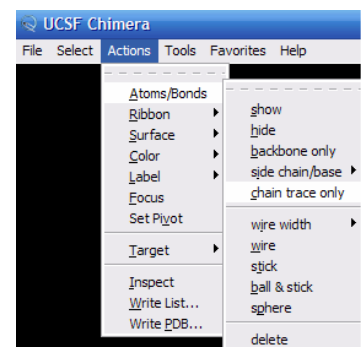 UCSF Chimera
File Select Actions Tools Favorites Help
Atoms/Bonds
Ribbon
Surface
Color
Label
Focus
Set Pivot
Target
Inspect
Write List...
Write PDB...
show
hide
backbone only
side chain/base
chain trace only
wire width
wire
stick
ball & stick
sphere
delete